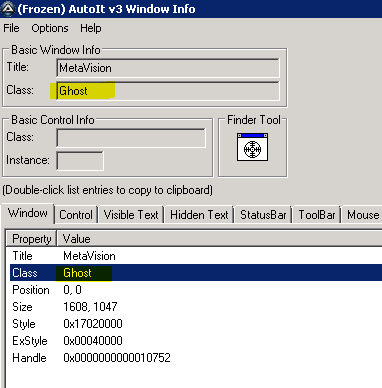 (Frozen) AutoIt v3 Window Info
File Options Help
Basic Window Info
Title: MetaVision
Class: Ghost
Basic Control Info
Class:
Instance:
Finder Tool
(Double-click list entries to copy to clipboard)
Window Control Visible Text Hidden Text StatusBar ToolBar Mouse
Property Value
Title MetaVision
Class Ghost
Position 0, 0
Size 1608, 1047
Style 0x17020000
ExStyle 0x00040000
Handle 0x0000000000010752